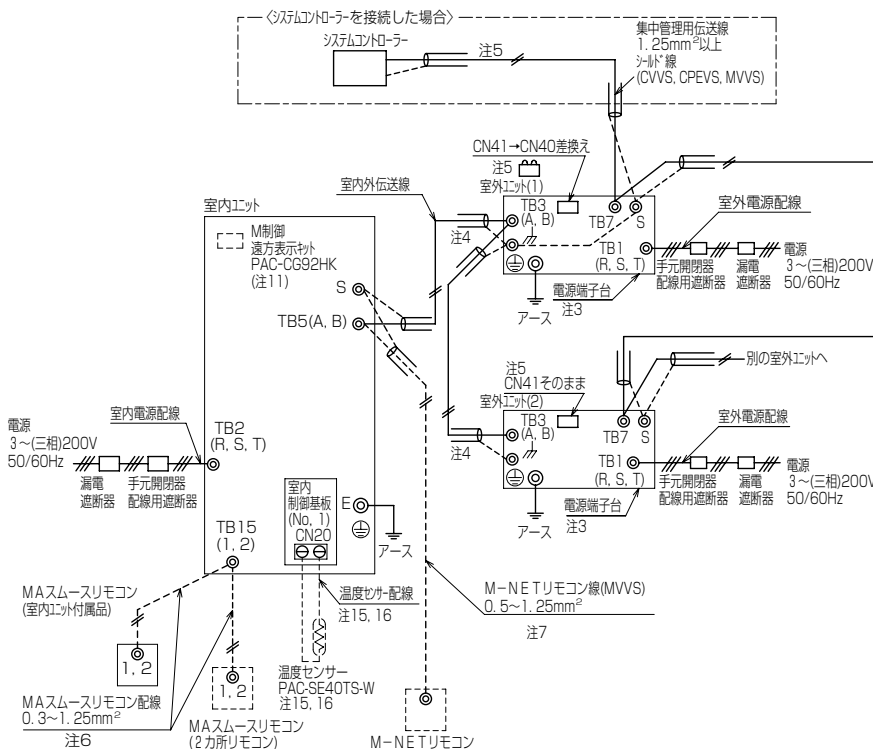 〈システムコントローラーを接続した場合〉
システムコントローラー
注5
集中管理用伝送線
1.25mm²以上
シールド線
(CVVS, CPEVS, MVVS)
CN41→CN40差換え
注5
室外ユニット(1)
TB3
(A, B)
TB7
S
TB1
(R, S, T)
室内外伝送線
注4
室外電源配線
手元開閉器
配線用遮断器
漏電
遮断器
電源
3~(三相)200V
50/60Hz
電源端子台
注3
アース
室内ユニット
M制御
遠方表示キット
PAC-CG92HK
(注11)
S
TB5(A, B)
注5
CN41そのまま
室外ユニット(2)
TB3
(A, B)
TB7
S
TB1
(R, S, T)
別の室外ユニットへ
注4
室外電源配線
手元開閉器
配線用遮断器
漏電
遮断器
電源
3~(三相)200V
50/60Hz
電源端子台
注3
アース
電源
3~(三相)200V
50/60Hz
室内電源配線
漏電
遮断器
手元開閉器
配線用遮断器
TB2
(R, S, T)
室内
制御基板
(No, 1)
CN20
E
アース
TB15
(1, 2)
MAスムースリモコン
(室内ユニット付属品)
1, 2
MAスムースリモコン配線
0.3~1.25mm²
注6
1, 2
MAスムースリモコン
(2カ所リモコン)
温度センサー配線
注15, 16
温度センサー
PAC-SE40TS-W
注15, 16
M-NETリモコン線(MVVS)
0.5~1.25mm²
注7
M-NETリモコン